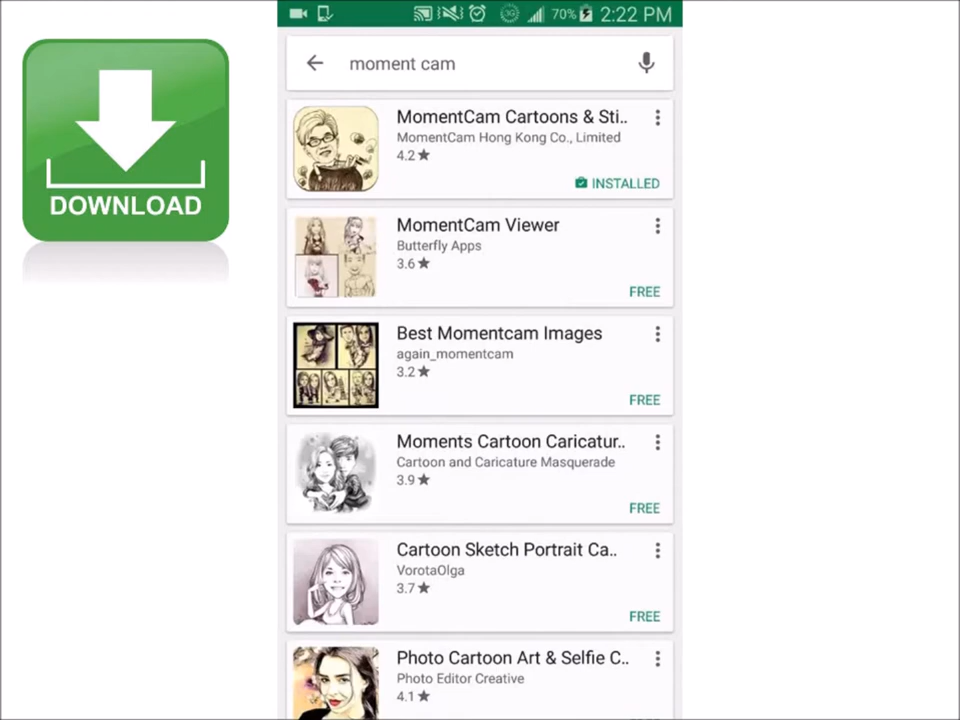 70% 2:22 PM
moment cam
DOWNLOAD
MomentCam Cartoons & Sti..
MomentCam Hong Kong Co., Limited
4.2★
INSTALLED
MomentCam Viewer
Butterfly Apps
3.6★
FREE
Best Momentcam Images
again_momentcam
3.2★
FREE
Moments Cartoon Caricatur..
Cartoon and Caricature Masquerade
3.9★
FREE
Cartoon Sketch Portrait Ca..
VorotaOlga
3.7★
FREE
Photo Cartoon Art & Selfie C..
Photo Editor Creative
4.1★